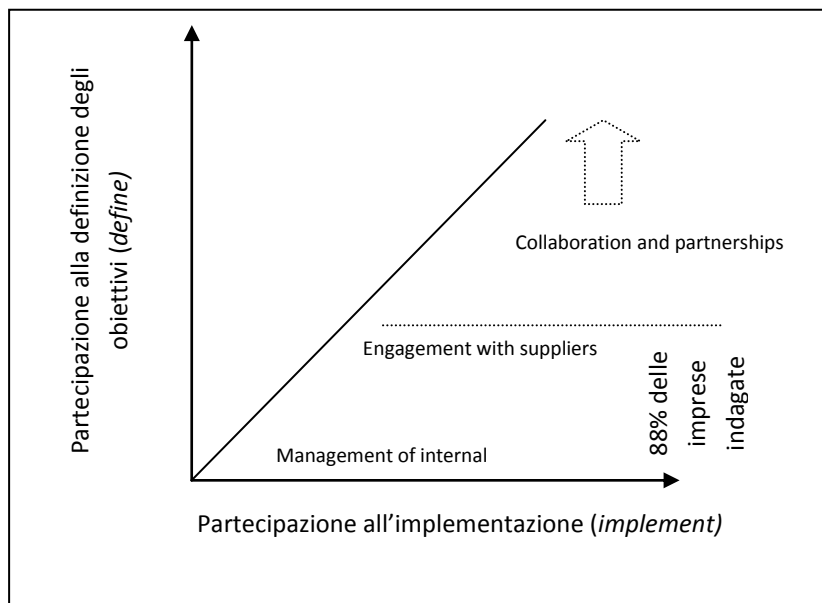 Partecipazione alla definizione degli
obiettivi (define)
Collaboration and partnerships
Engagement with suppliers
88% delle
imprese
indagate
Management of internal
Partecipazione all’implementazione (implement)